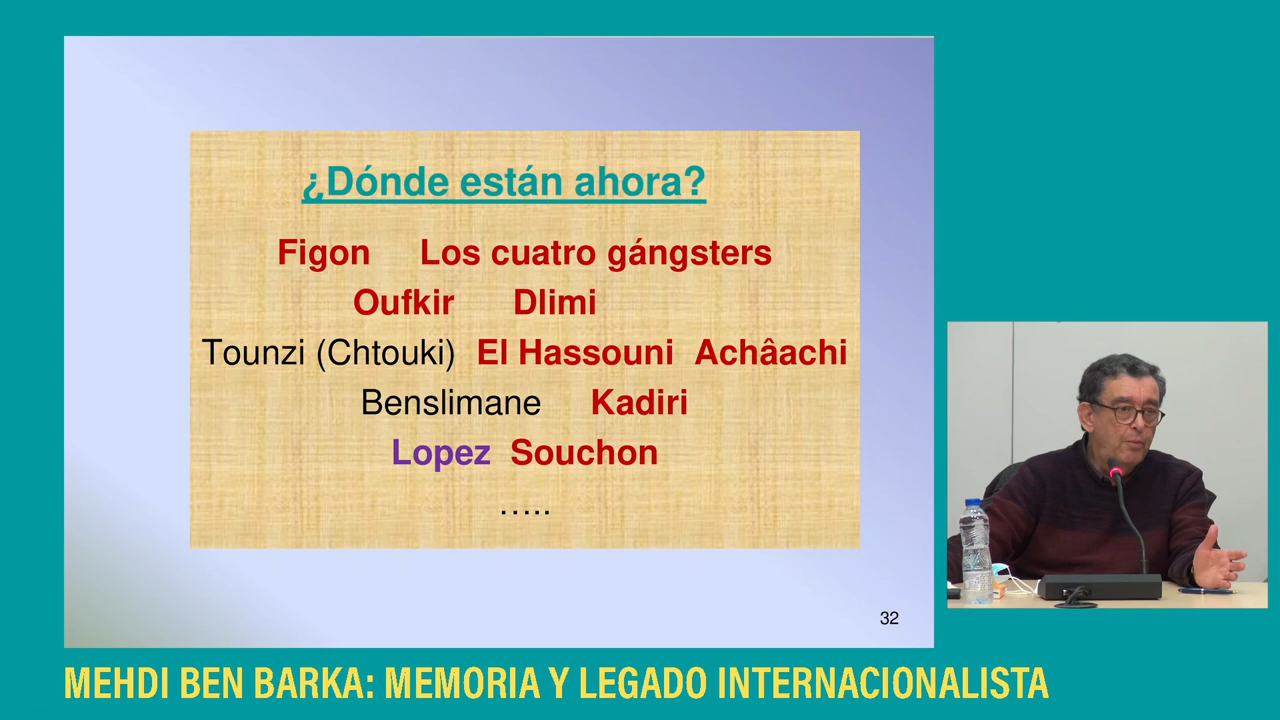 ¿Dónde están ahora?
Figon Los cuatro gángsters
Oufkir Dlimi
Tounzi (Chtouki) El Hassouni Achâachi
Benslimane Kadiri
Lopez Souchon
…..
32
MEHDI BEN BARKA: MEMORIA Y LEGADO INTERNACIONALISTA